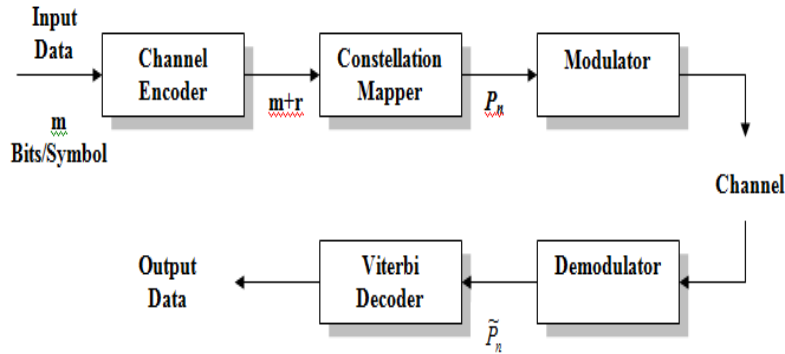 Input
Data
Channel
Encoder
Constellation
Mapper
Modulator
m+r
Pₙ
m
Bits/Symbol
Channel
Output
Data
Viterbi
Decoder
Demodulator
P̃ₙ